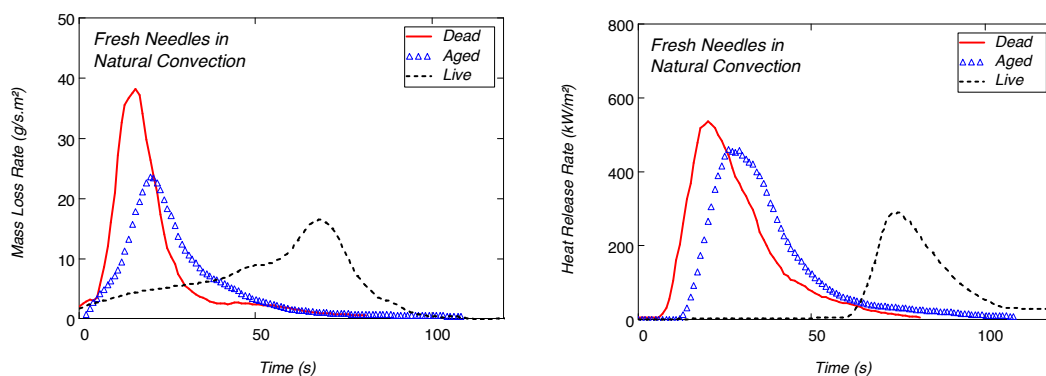 50
40
30
20
10
0
Mass Loss Rate (g/s.m²)
Fresh Needles in
Natural Convection
Dead
Aged
Live
0
50
100
Time (s)
800
600
400
200
0
Heat Release Rate (kW/m²)
Fresh Needles in
Natural Convection
Dead
Aged
Live
0
50
100
Time (s)